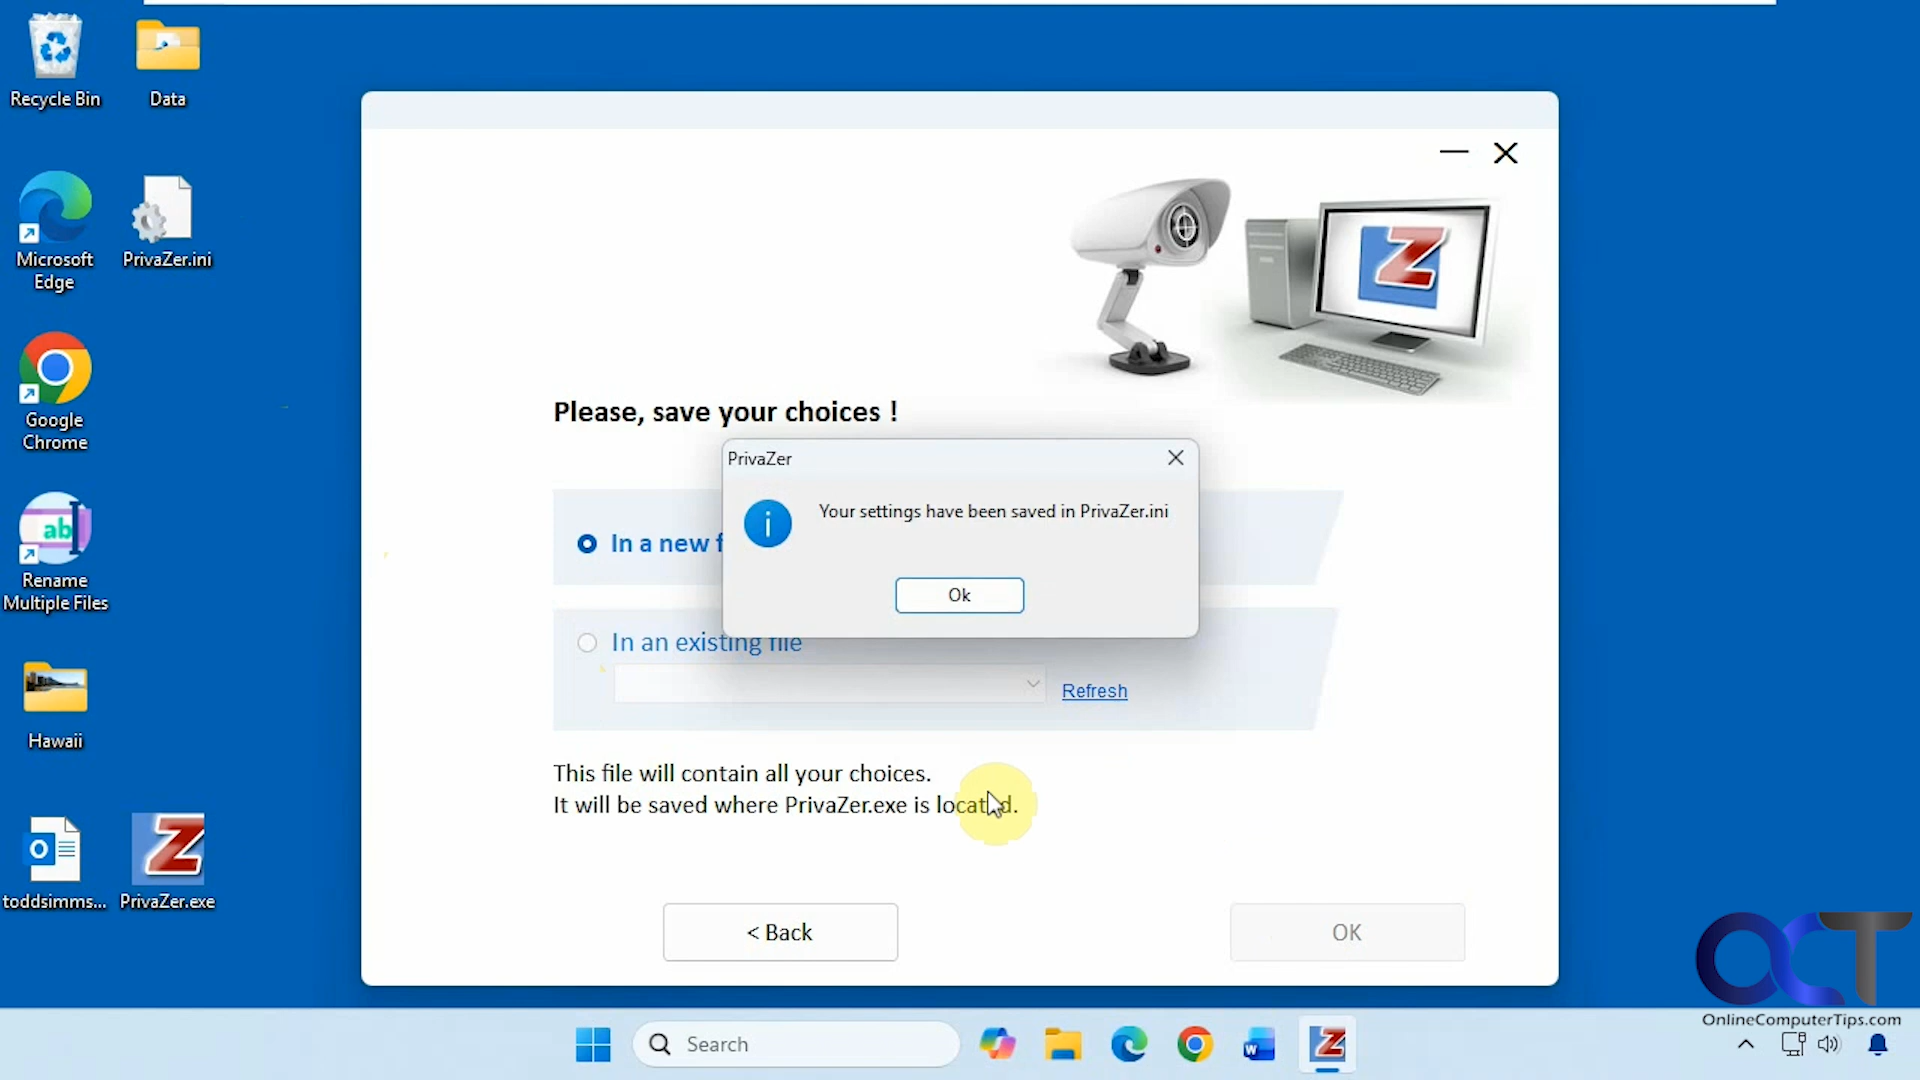 Recycle Bin
Data
Microsoft
Edge
PrivaZer.ini
Google
Chrome
ab
Rename
Multiple Files
Hawaii
toddsimms...
PrivaZer.exe
Please, save your choices !
PrivaZer
Your settings have been saved in PrivaZer.ini
Ok
In a new f
In an existing file
Refresh
This file will contain all your choices.
It will be saved where PrivaZer.exe is located.
< Back
OK
OCT
OnlineComputerTips.com
Search